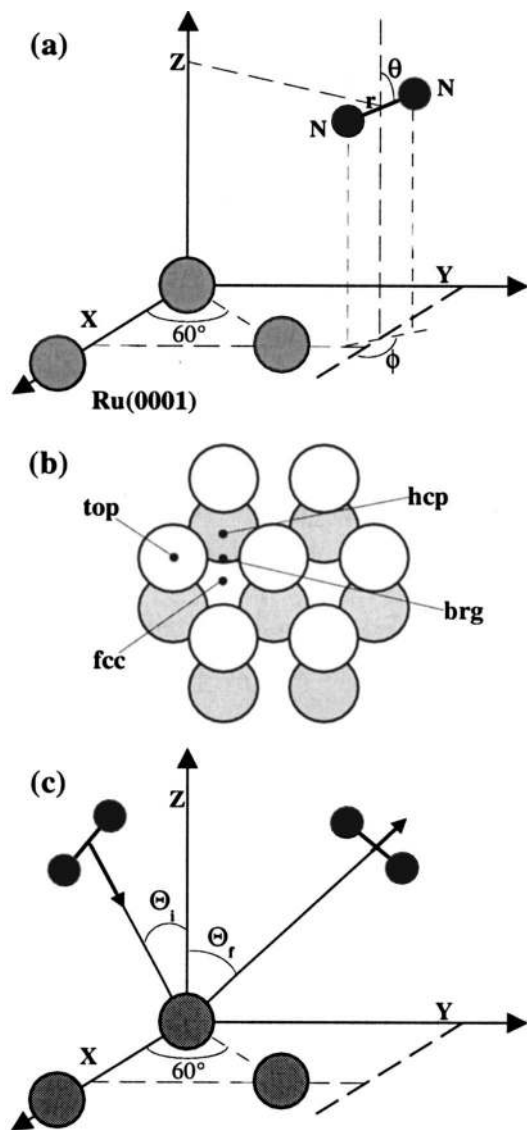 (a)
Z
θ
N
r
N
Y
X
60°
ϕ
Ru(0001)
(b)
hcp
top
brg
fcc
(c)
Z
Θi
Θf
Y
X
60°